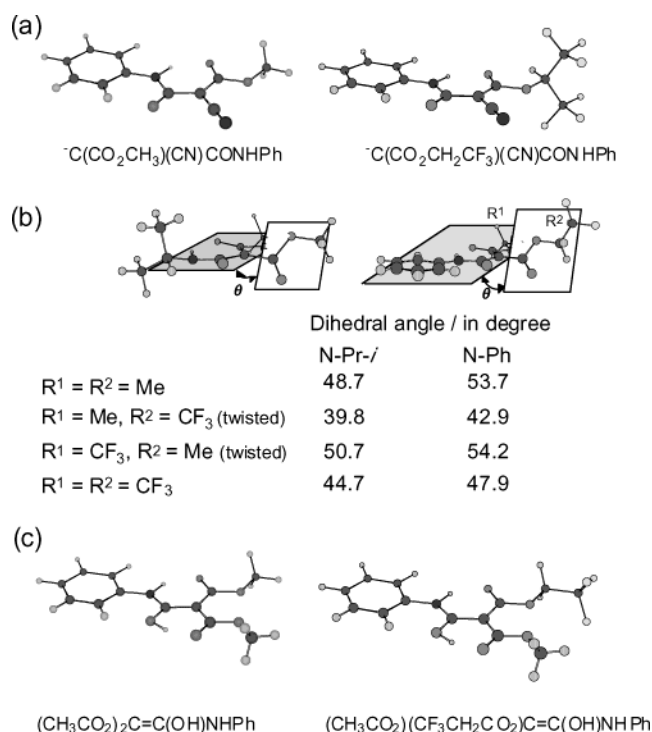 (a)
⁻C(CO₂CH₃)(CN)CONHPh ⁻C(CO₂CH₂CF₃)(CN)CONHPh
(b)
R¹ R²
θ θ
Dihedral angle / in degree
N-Pr-i N-Ph
R¹ = R² = Me 48.7 53.7
R¹ = Me, R² = CF₃ (twisted) 39.8 42.9
R¹ = CF₃, R² = Me (twisted) 50.7 54.2
R¹ = R² = CF₃ 44.7 47.9
(c)
(CH₃CO₂)₂C=C(OH)NHPh (CH₃CO₂)(CF₃CH₂CO₂)C=C(OH)NHPh